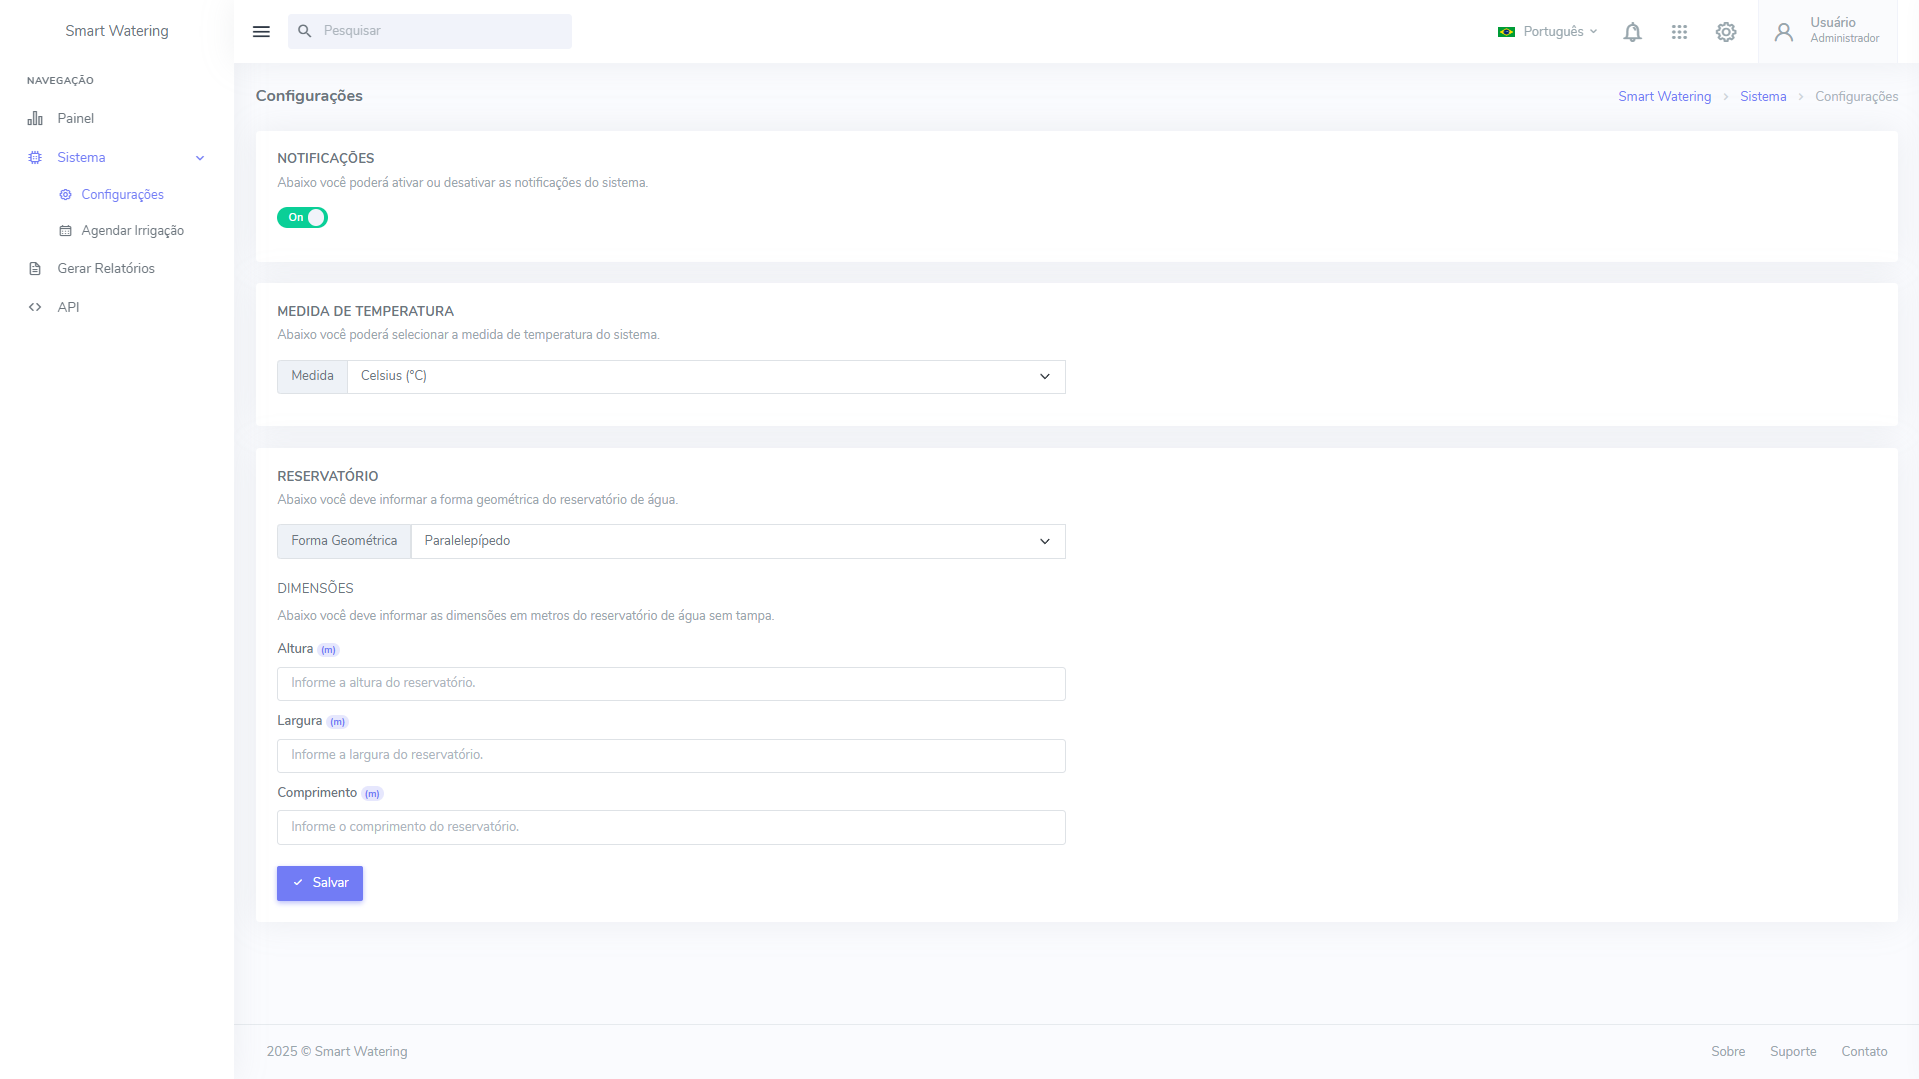 Smart Watering
Pesquisar
Português
Usuário
Administrador
NAVEGAÇÃO
Painel
Sistema
Configurações
Agendar Irrigação
Gerar Relatórios
API
Configurações
Smart Watering
Sistema
Configurações
NOTIFICAÇÕES
Abaixo você poderá ativar ou desativar as notificações do sistema.
On
MEDIDA DE TEMPERATURA
Abaixo você poderá selecionar a medida de temperatura do sistema.
Medida
Celsius (°C)
RESERVATÓRIO
Abaixo você deve informar a forma geométrica do reservatório de água.
Forma Geométrica
Paralelepípedo
DIMENSÕES
Abaixo você deve informar as dimensões em metros do reservatório de água sem tampa.
Altura (m)
Informe a altura do reservatório.
Largura (m)
Informe a largura do reservatório.
Comprimento (m)
Informe o comprimento do reservatório.
Salvar
2025 © Smart Watering
Sobre
Suporte
Contato